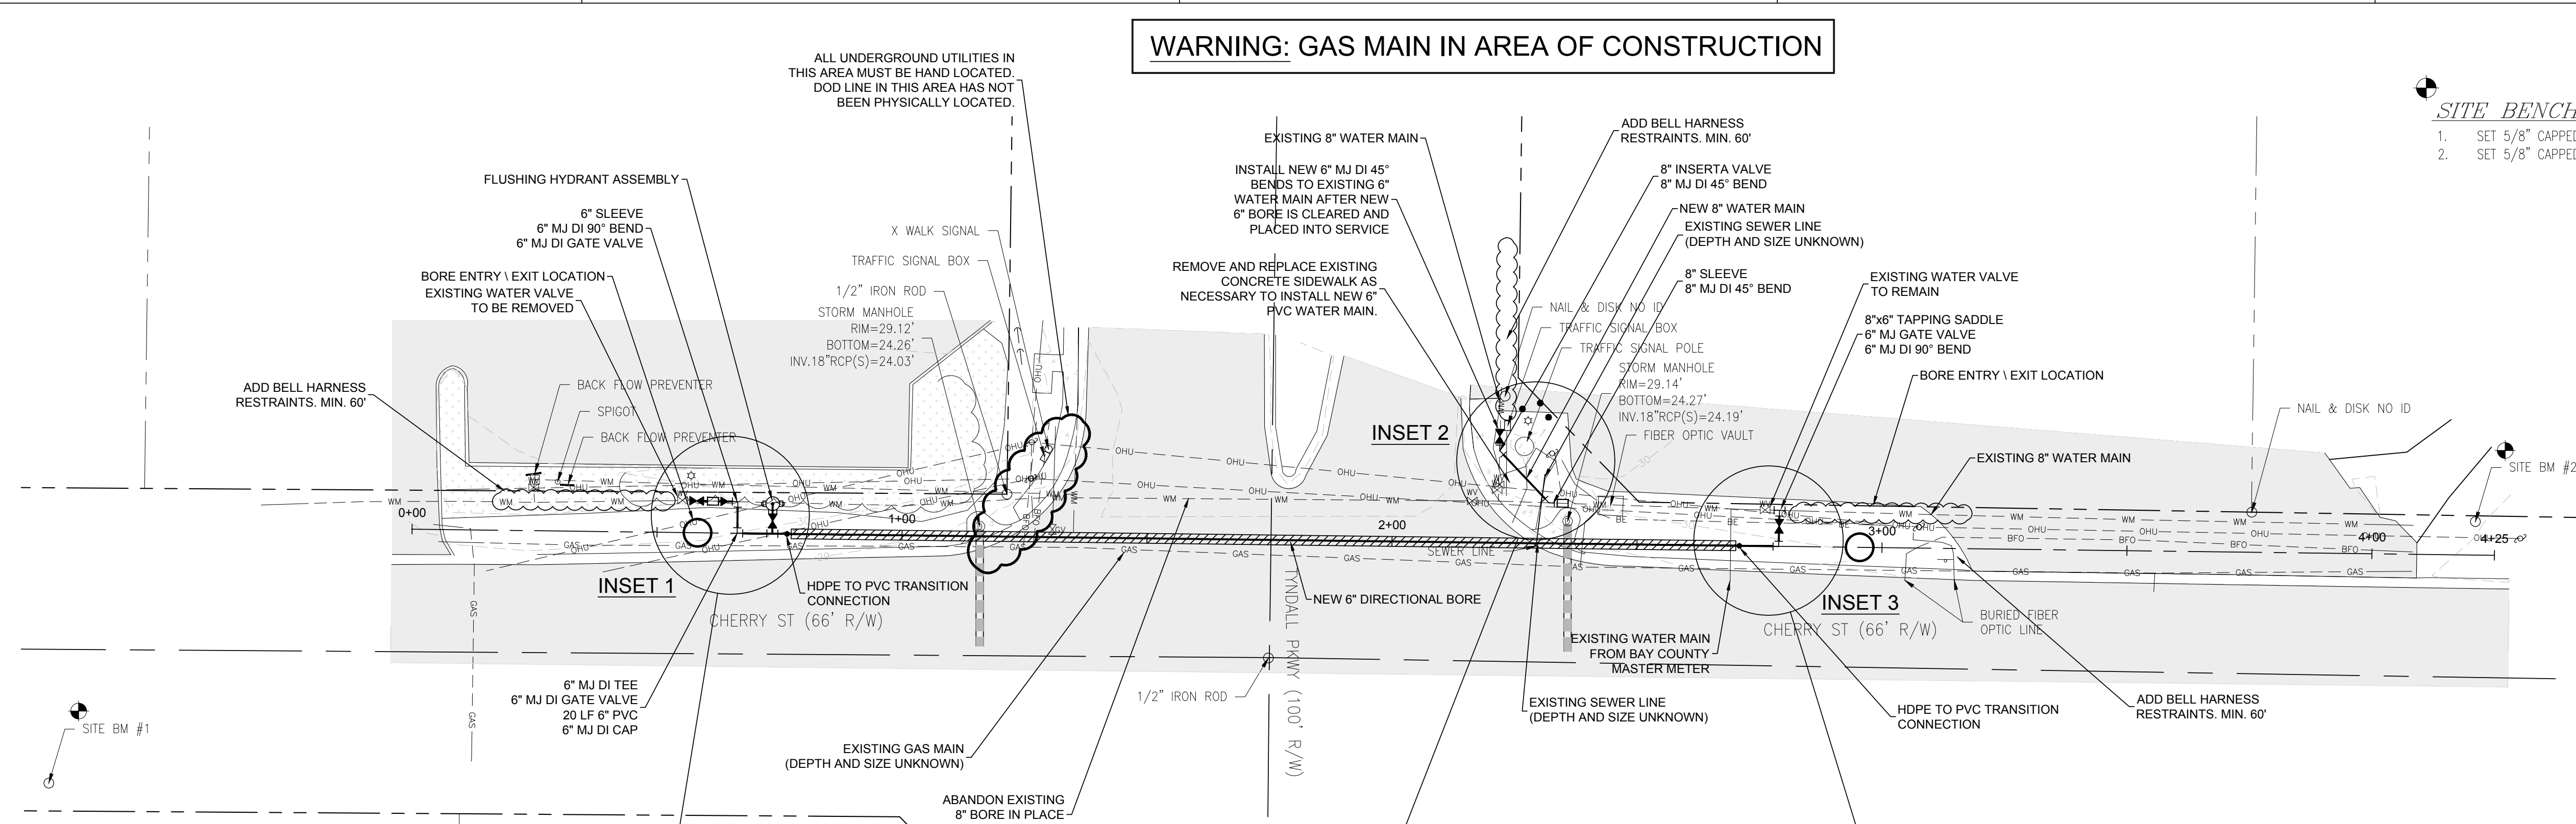 WARNING: GAS MAIN IN AREA OF CONSTRUCTION
ALL UNDERGROUND UTILITIES IN
THIS AREA MUST BE HAND LOCATED.
DOD LINE IN THIS AREA HAS NOT
BEEN PHYSICALLY LOCATED.
SITE BENCH
1. SET 5/8" CAPPED
2. SET 5/8" CAPPED
FLUSHING HYDRANT ASSEMBLY
6" SLEEVE
6" MJ DI 90° BEND
6" MJ DI GATE VALVE
BORE ENTRY \ EXIT LOCATION
EXISTING WATER VALVE
TO BE REMOVED
X WALK SIGNAL
TRAFFIC SIGNAL BOX
1/2" IRON ROD
STORM MANHOLE
RIM=29.12'
BOTTOM=24.26'
INV.18"RCP(S)=24.03'
ADD BELL HARNESS
RESTRAINTS. MIN. 60'
BACK FLOW PREVENTER
SPIGOT
BACK FLOW PREVENTER
EXISTING 8" WATER MAIN
INSTALL NEW 6" MJ DI 45°
BENDS TO EXISTING 6"
WATER MAIN AFTER NEW
6" BORE IS CLEARED AND
PLACED INTO SERVICE
REMOVE AND REPLACE EXISTING
CONCRETE SIDEWALK AS
NECESSARY TO INSTALL NEW 6"
PVC WATER MAIN.
ADD BELL HARNESS
RESTRAINTS. MIN. 60'
8" INSERTA VALVE
8" MJ DI 45° BEND
NEW 8" WATER MAIN
EXISTING SEWER LINE
(DEPTH AND SIZE UNKNOWN)
8" SLEEVE
8" MJ DI 45° BEND
NAIL & DISK NO ID
TRAFFIC SIGNAL BOX
TRAFFIC SIGNAL POLE
STORM MANHOLE
RIM=29.14'
BOTTOM=24.27'
INV.18"RCP(S)=24.19'
FIBER OPTIC VAULT
EXISTING WATER VALVE
TO REMAIN
8"x6" TAPPING SADDLE
6" MJ GATE VALVE
6" MJ DI 90° BEND
BORE ENTRY \ EXIT LOCATION
NAIL & DISK NO ID
EXISTING 8" WATER MAIN
SITE BM #2
INSET 2
0+00
1+00
2+00
3+00
4+00
4+25
INSET 1
HDPE TO PVC TRANSITION
CONNECTION
CHERRY ST (66' R/W)
SEWER LINE
NEW 6" DIRECTIONAL BORE
TYNDALL PKWY (100' R/W)
INSET 3
CHERRY ST (66' R/W)
BURIED FIBER
OPTIC LINE
EXISTING WATER MAIN
FROM BAY COUNTY
MASTER METER
1/2" IRON ROD
EXISTING SEWER LINE
(DEPTH AND SIZE UNKNOWN)
HDPE TO PVC TRANSITION
CONNECTION
ADD BELL HARNESS
RESTRAINTS. MIN. 60'
6" MJ DI TEE
6" MJ DI GATE VALVE
20 LF 6" PVC
6" MJ DI CAP
SITE BM #1
EXISTING GAS MAIN
(DEPTH AND SIZE UNKNOWN)
ABANDON EXISTING
8" BORE IN PLACE